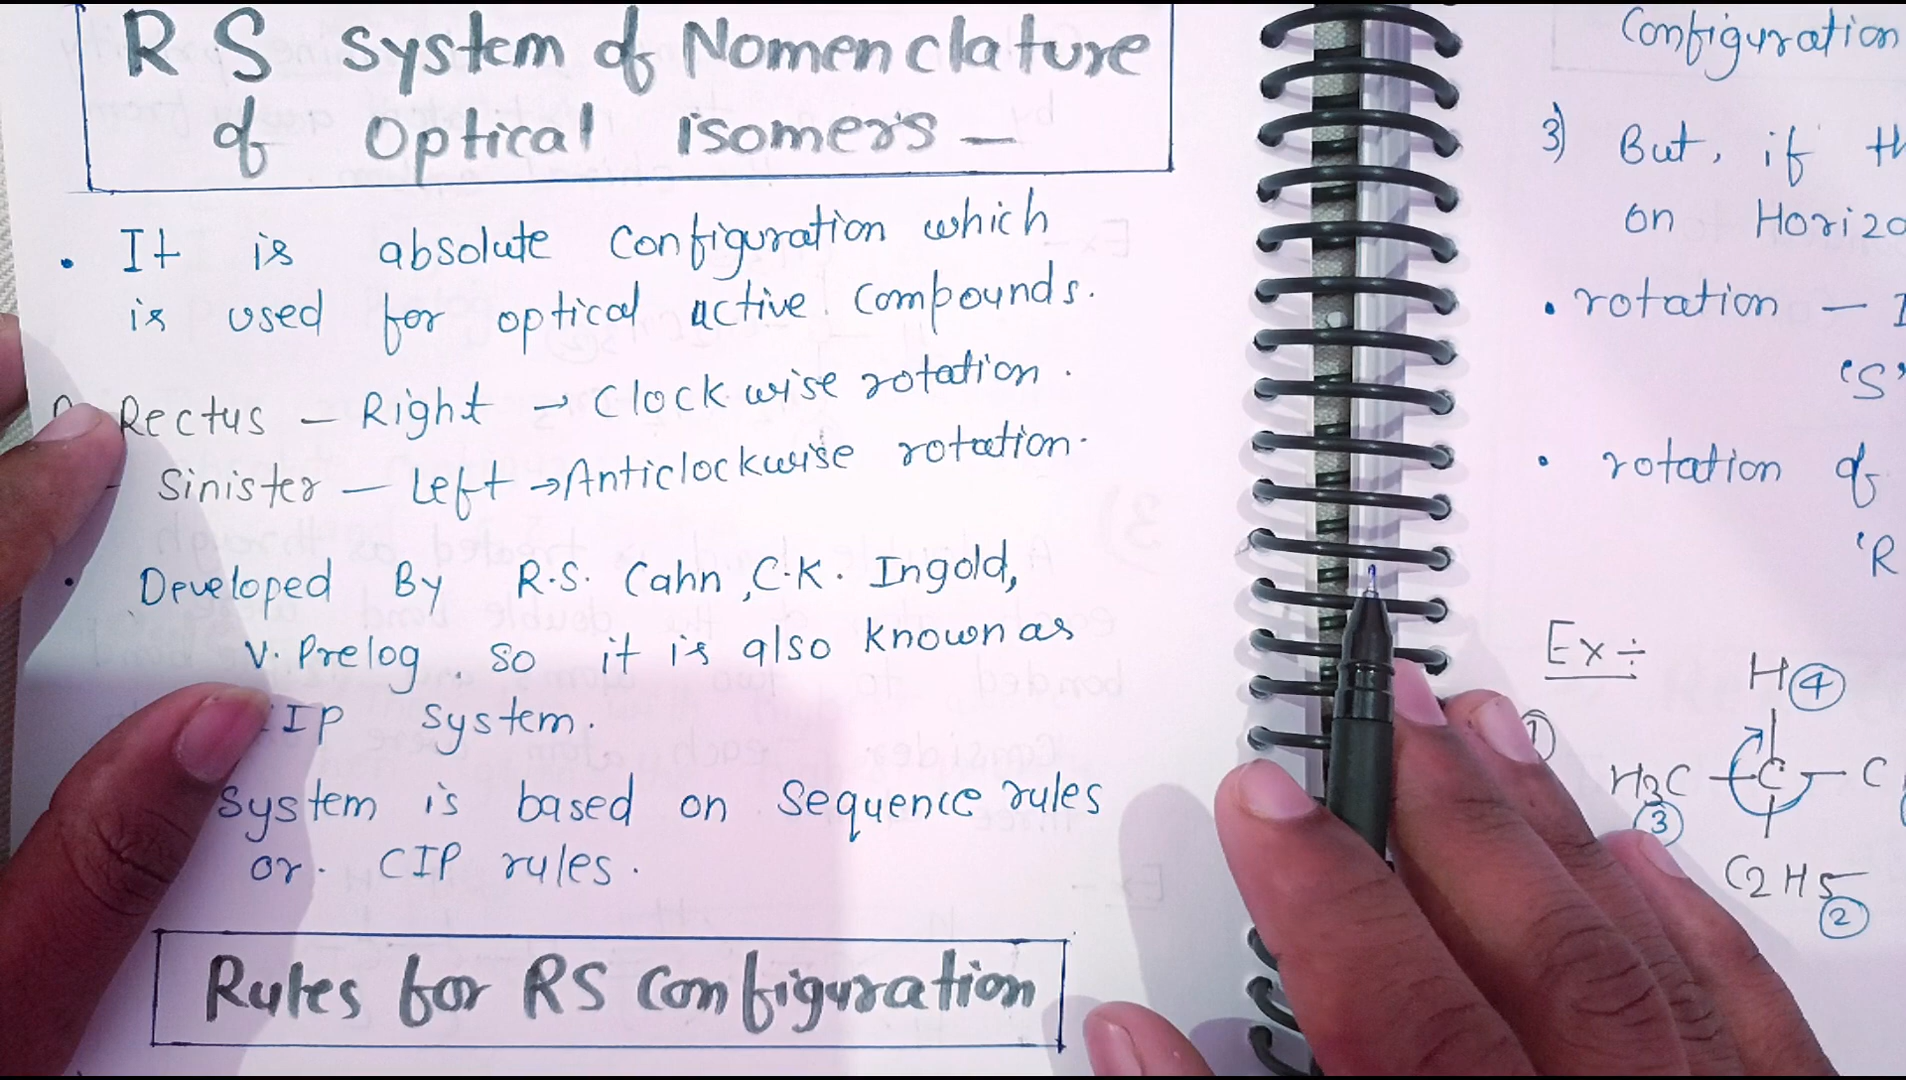 R S System of Nomenclature
of Optical isomers —
• It is absolute Configuration which
is used for optical active Compounds.
Rectus — Right → Clockwise rotation.
Sinister — Left → Anticlockwise rotation.
• Developed By R.S. Cahn, C.K. Ingold,
V. Prelog. so it is also known as
IP system.
System is based on Sequence rules
or. CIP rules.
Rules for RS Configuration
Configuration
3) But, if
on
• rotation —
'S'
• rotation of
'R
Ex ÷
H ④
①
H3C C C
③
C2H5
②